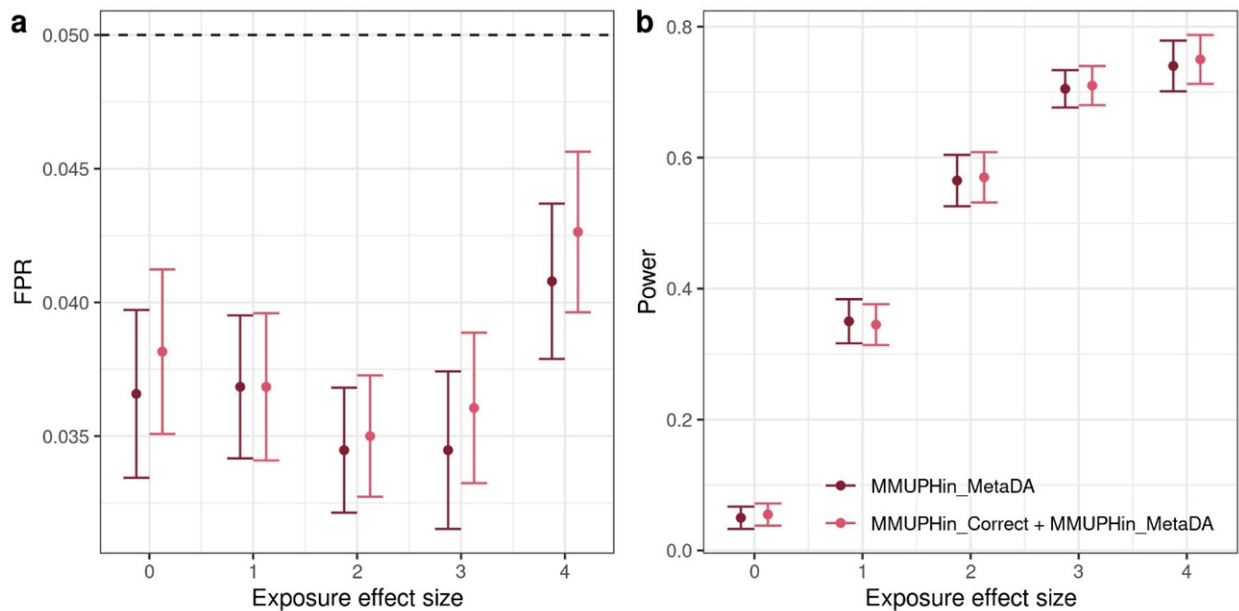 a
0.050
0.045
0.040
0.035
FPR
0 1 2 3 4
Exposure effect size
b
0.8
0.6
0.4
0.2
0.0
Power
MMUPHin_MetaDA
MMUPHin_Correct + MMUPHin_MetaDA
0 1 2 3 4
Exposure effect size